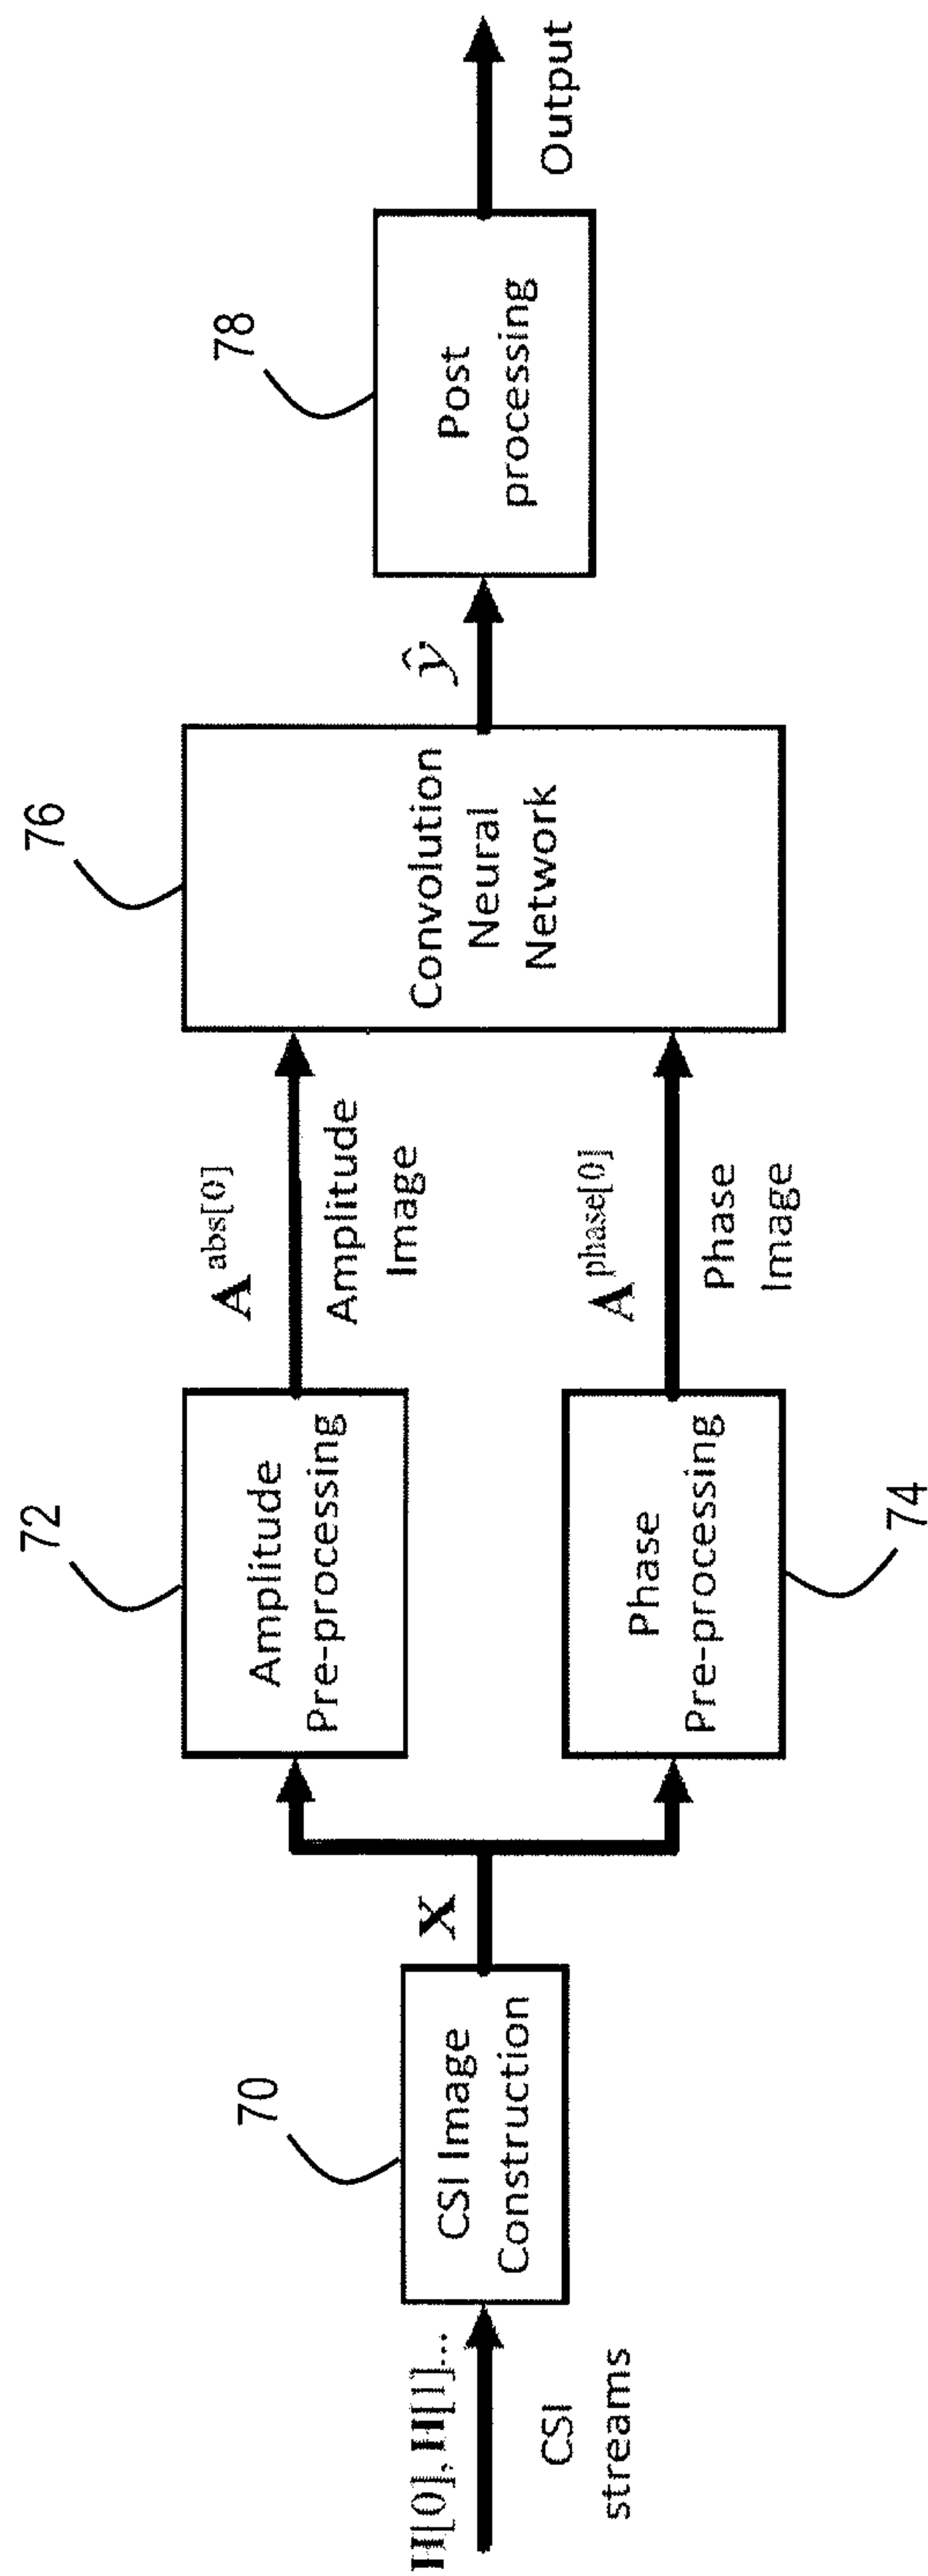 H[0], H[1]...
CSI
streams
70
CSI Image
Construction
X
72
Amplitude
Pre-processing
74
Phase
Pre-processing
A^abs[0]
Amplitude
Image
A^phase[0]
Phase
Image
76
Convolution
Neural
Network
ŷ
78
Post
processing
Output